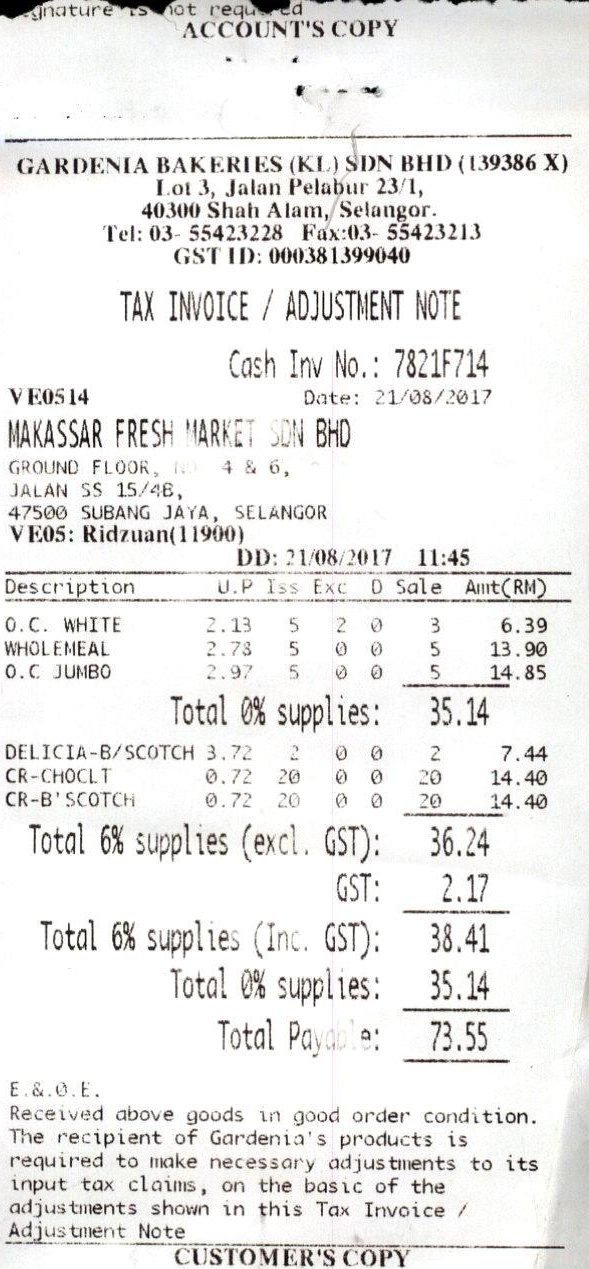 ignature is not required
ACCOUNT'S COPY
GARDENIA BAKERIES (KL) SDN BHD (139386 X)
Lot 3, Jalan Pelabur 23/1,
40300 Shah Alam, Selangor.
Tel: 03- 55423228 Fax:03- 55423213
GST ID: 000381399040
TAX INVOICE / ADJUSTMENT NOTE
Cash Inv No.: 7821F714
VE0514 Date: 21/08/2017
MAKASSAR FRESH MARKET SDN BHD
GROUND FLOOR, 4 & 6,
JALAN SS 15/4B,
47500 SUBANG JAYA, SELANGOR
VE05: Ridzuan(11900)
DD: 21/08/2017 11:45
Description U.P Iss Exc D Sale Amt(RM)
O.C. WHITE 2.13 5 2 0 3 6.39
WHOLEMEAL 2.78 5 0 0 5 13.90
O.C JUMBO 2.97 5 0 0 5 14.85
Total 0% supplies: 35.14
DELICIA-B/SCOTCH 3.72 2 0 0 2 7.44
CR-CHOCLT 0.72 20 0 0 20 14.40
CR-B'SCOTCH 0.72 20 0 0 20 14.40
Total 6% supplies (excl. GST): 36.24
GST: 2.17
Total 6% supplies (Inc. GST): 38.41
Total 0% supplies: 35.14
Total Payable: 73.55
E.&.O.E.
Received above goods in good order condition.
The recipient of Gardenia's products is
required to make necessary adjustments to its
input tax claims, on the basic of the
adjustments shown in this Tax Invoice /
Adjustment Note
CUSTOMER'S COPY